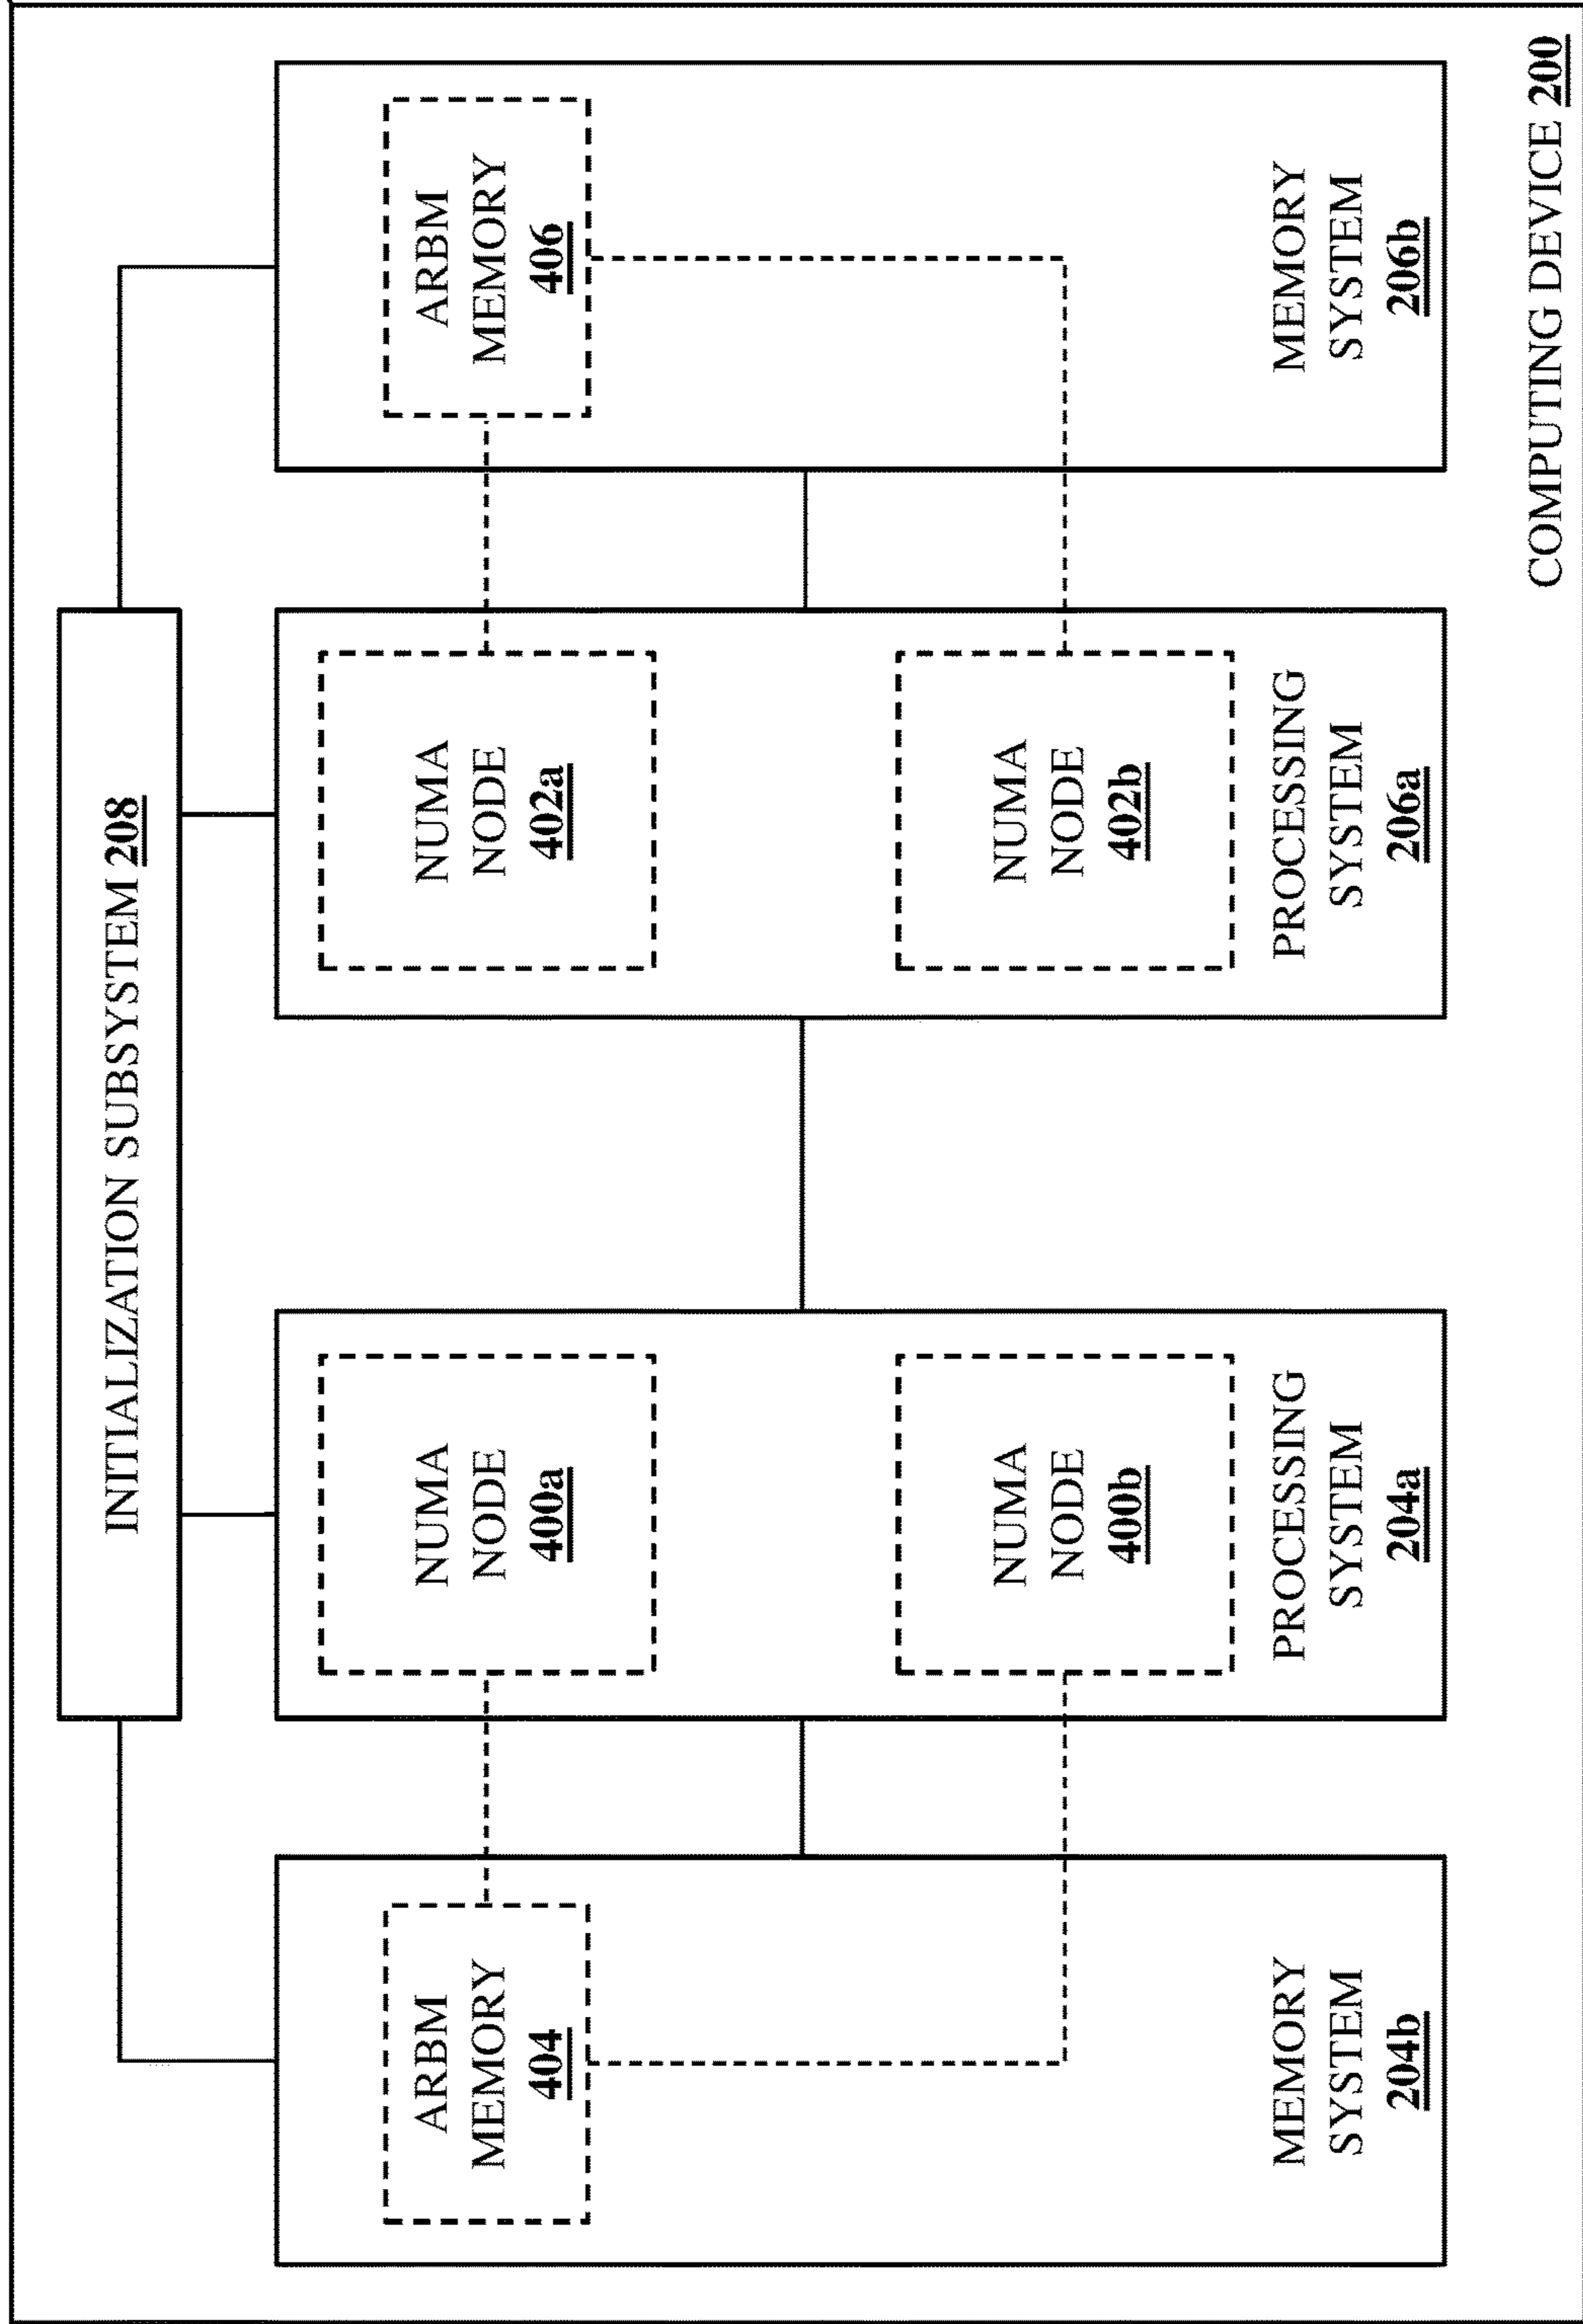 INITIALIZATION SUBSYSTEM 208
ARBM
MEMORY
404
MEMORY
SYSTEM
204b
NUMA
NODE
400a
NUMA
NODE
400b
PROCESSING
SYSTEM
204a
NUMA
NODE
402a
NUMA
NODE
402b
PROCESSING
SYSTEM
206a
ARBM
MEMORY
406
MEMORY
SYSTEM
206b
COMPUTING DEVICE 200